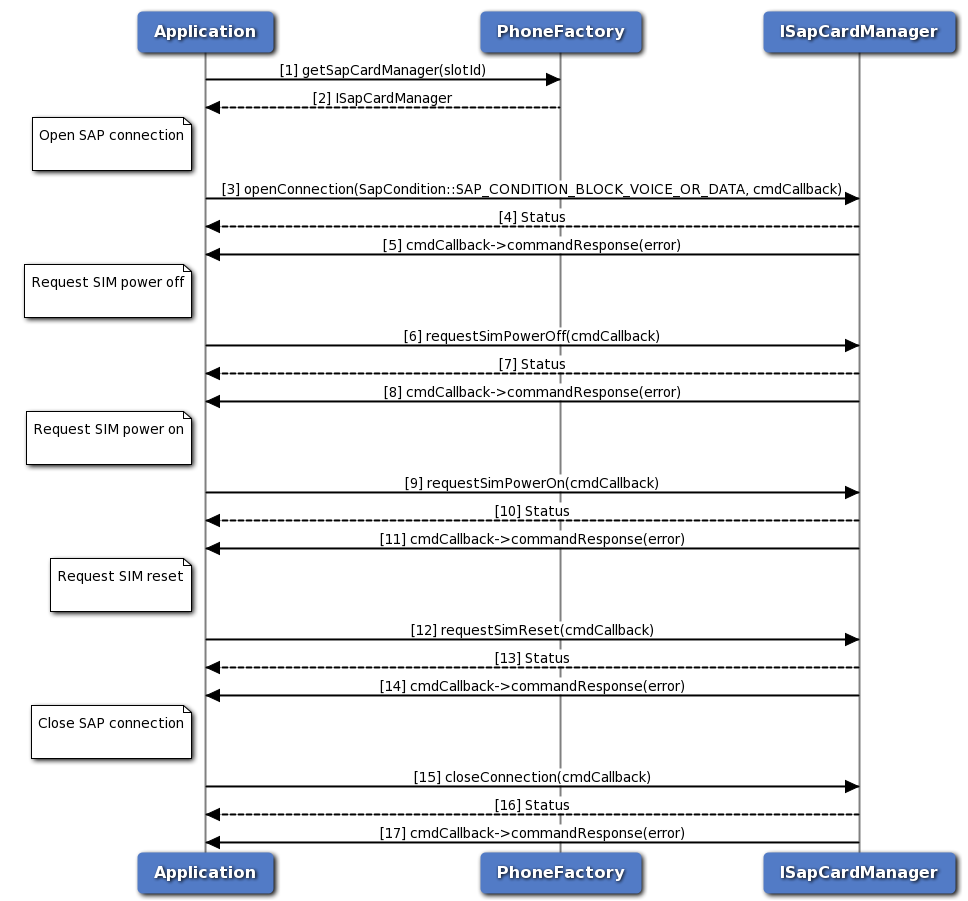 Application PhoneFactory ISapCardManager
[1] getSapCardManager(slotId)
[2] ISapCardManager
Open SAP connection
[3] openConnection(SapCondition::SAP_CONDITION_BLOCK_VOICE_OR_DATA, cmdCallback)
[4] Status
[5] cmdCallback->commandResponse(error)
Request SIM power off
[6] requestSimPowerOff(cmdCallback)
[7] Status
[8] cmdCallback->commandResponse(error)
Request SIM power on
[9] requestSimPowerOn(cmdCallback)
[10] Status
[11] cmdCallback->commandResponse(error)
Request SIM reset
[12] requestSimReset(cmdCallback)
[13] Status
[14] cmdCallback->commandResponse(error)
Close SAP connection
[15] closeConnection(cmdCallback)
[16] Status
[17] cmdCallback->commandResponse(error)
Application PhoneFactory ISapCardManager